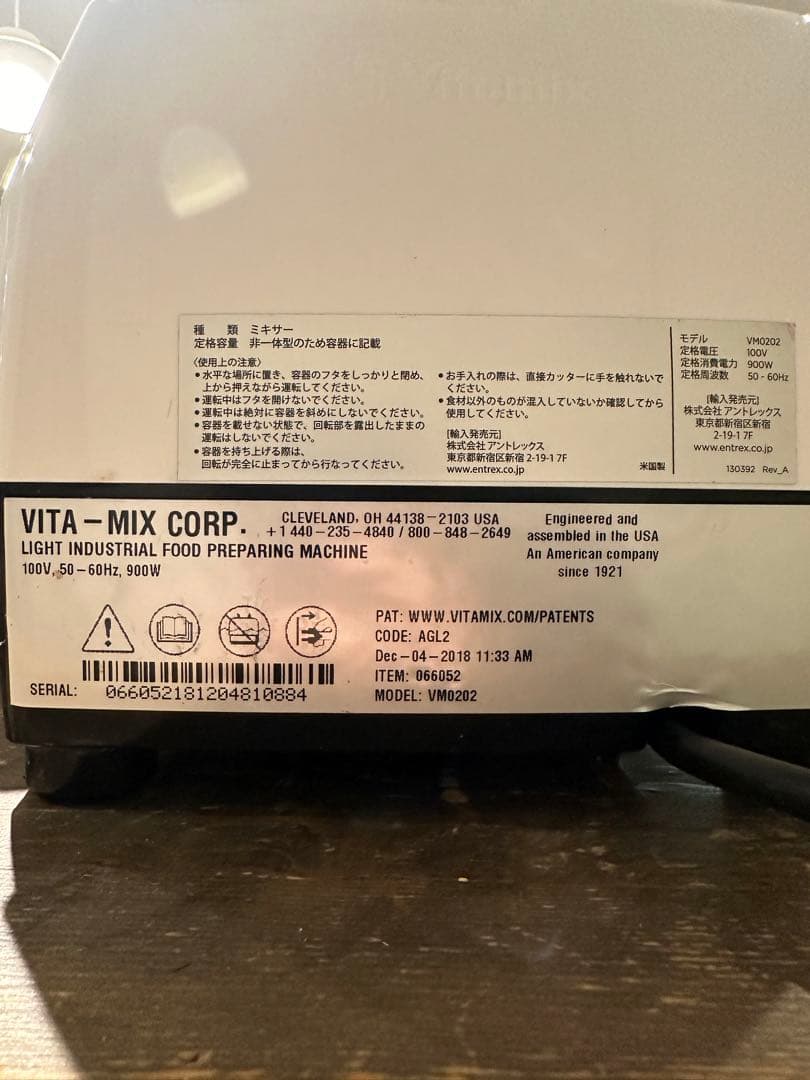 種 類 ミキサー
定格容量 非一体型のため容器に記載
〈使用上の注意〉
●水平な場所に置き、容器のフタをしっかりと閉め、
上から押えながら運転してください。
●運転中はフタを開けないでください。
●運転中は絶対に容器を斜めにしないでください。
●容器を載せない状態で、回転部を露出したままの
運転はしないでください。
●容器を持ち上げる際は、
回転が完全に止まってから行なってください。
●お手入れの際は、直接カッターに手を触れないで
ください。
●食材以外のものが混入していないか確認してから
使用してください。
[輸入発売元]
株式会社アントレックス
東京都新宿区新宿 2-19-1 7F
www.entrex.co.jp
米国製
モデル VM0202
定格電圧 100V
定格消費電力 900W
定格周波数 50 - 60Hz
[輸入発売元]
株式会社 アントレックス
東京都新宿区新宿
2-19-1 7F
www.entrex.co.jp
130392 Rev_A
VITA-MIX CORP.
CLEVELAND, OH 44138-2103 USA
+1 440-235-4840 / 800-848-2649
LIGHT INDUSTRIAL FOOD PREPARING MACHINE
100V, 50-60Hz, 900W
Engineered and
assembled in the USA
An American company
since 1921
PAT: WWW.VITAMIX.COM/PATENTS
CODE: AGL2
Dec-04-2018 11:33 AM
ITEM: 066052
MODEL: VM0202
SERIAL: 066052181204810884